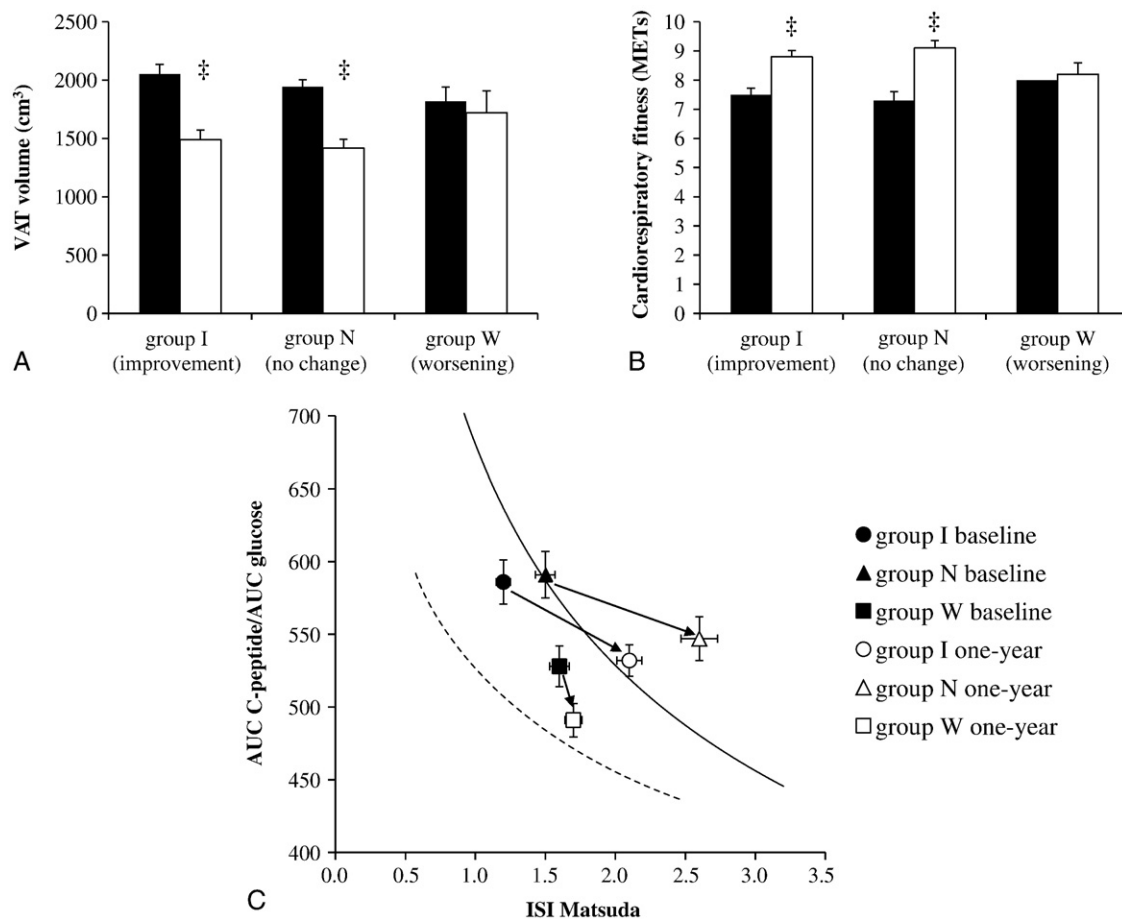 2500
2000
1500
1000
500
0
VAT volume (cm³)
‡
‡
group I
(improvement)
group N
(no change)
group W
(worsening)
A
10
9
8
7
6
5
4
3
2
1
0
Cardiorespiratory fitness (METs)
‡
‡
group I
(improvement)
group N
(no change)
group W
(worsening)
B
700
650
600
550
500
450
400
AUC C-peptide/AUC glucose
0.0 0.5 1.0 1.5 2.0 2.5 3.0 3.5
ISI Matsuda
C
group I baseline
group N baseline
group W baseline
group I one-year
group N one-year
group W one-year